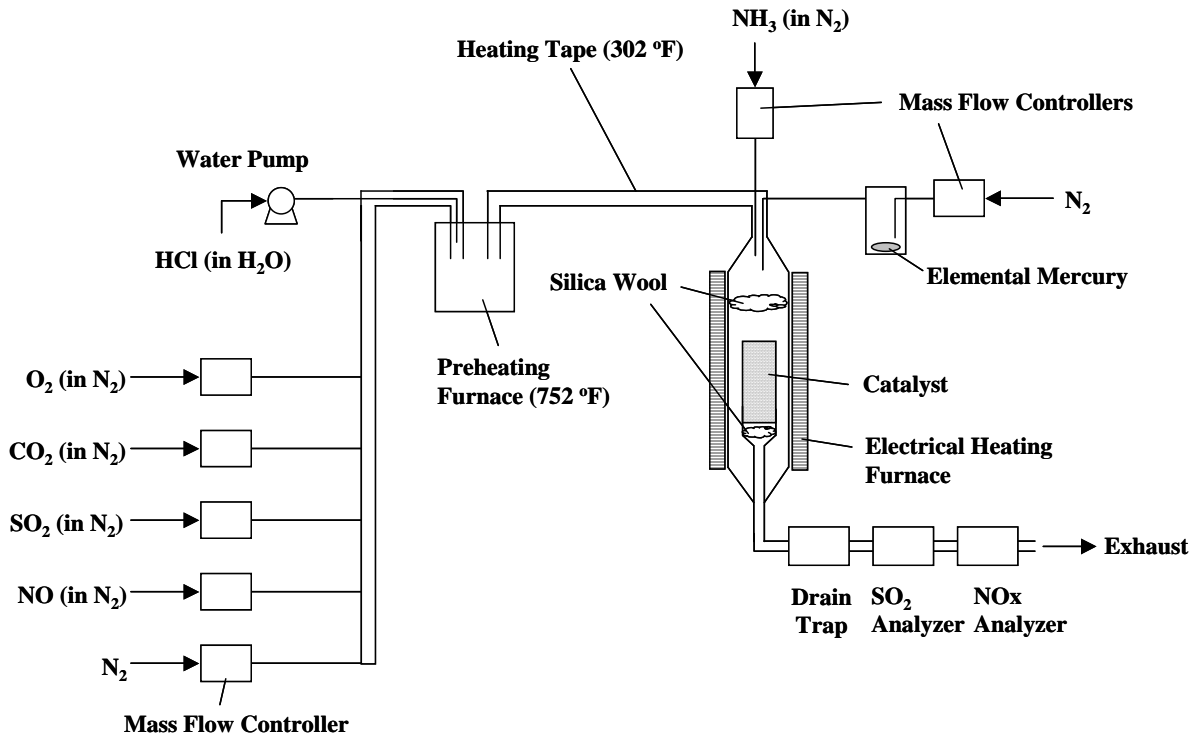 NH₃ (in N₂)
Heating Tape (302 ºF)
Mass Flow Controllers
Water Pump
N₂
HCl (in H₂O)
Elemental Mercury
Silica Wool
Preheating
Furnace (752 ºF)
O₂ (in N₂)
Catalyst
CO₂ (in N₂)
Electrical Heating
Furnace
SO₂ (in N₂)
Exhaust
NO (in N₂)
Drain
Trap
SO₂
Analyzer
NOx
Analyzer
N₂
Mass Flow Controller